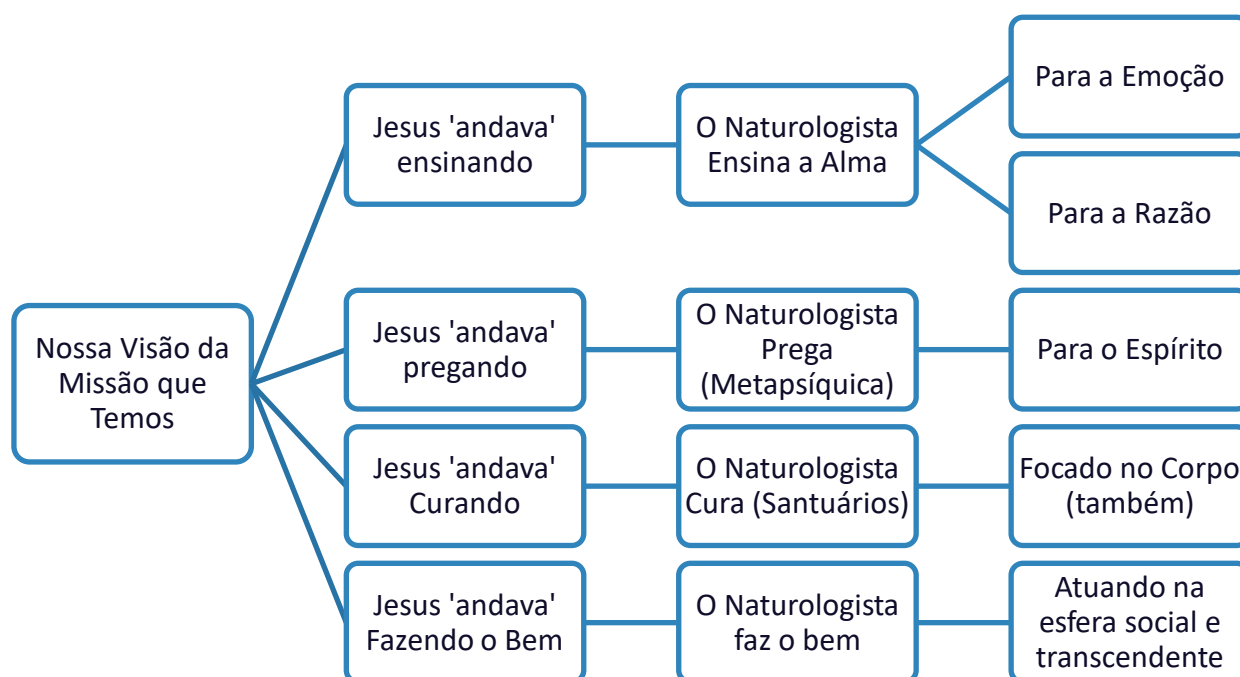 Nossa Visão da
Missão que
Temos
Jesus 'andava'
ensinando
O Naturologista
Ensina a Alma
Para a Emoção
Para a Razão
Jesus 'andava'
pregando
O Naturologista
Prega
(Metapsíquica)
Para o Espírito
Jesus 'andava'
Curando
O Naturologista
Cura (Santuários)
Focado no Corpo
(também)
Jesus 'andava'
Fazendo o Bem
O Naturologista
faz o bem
Atuando na
esfera social e
transcendente